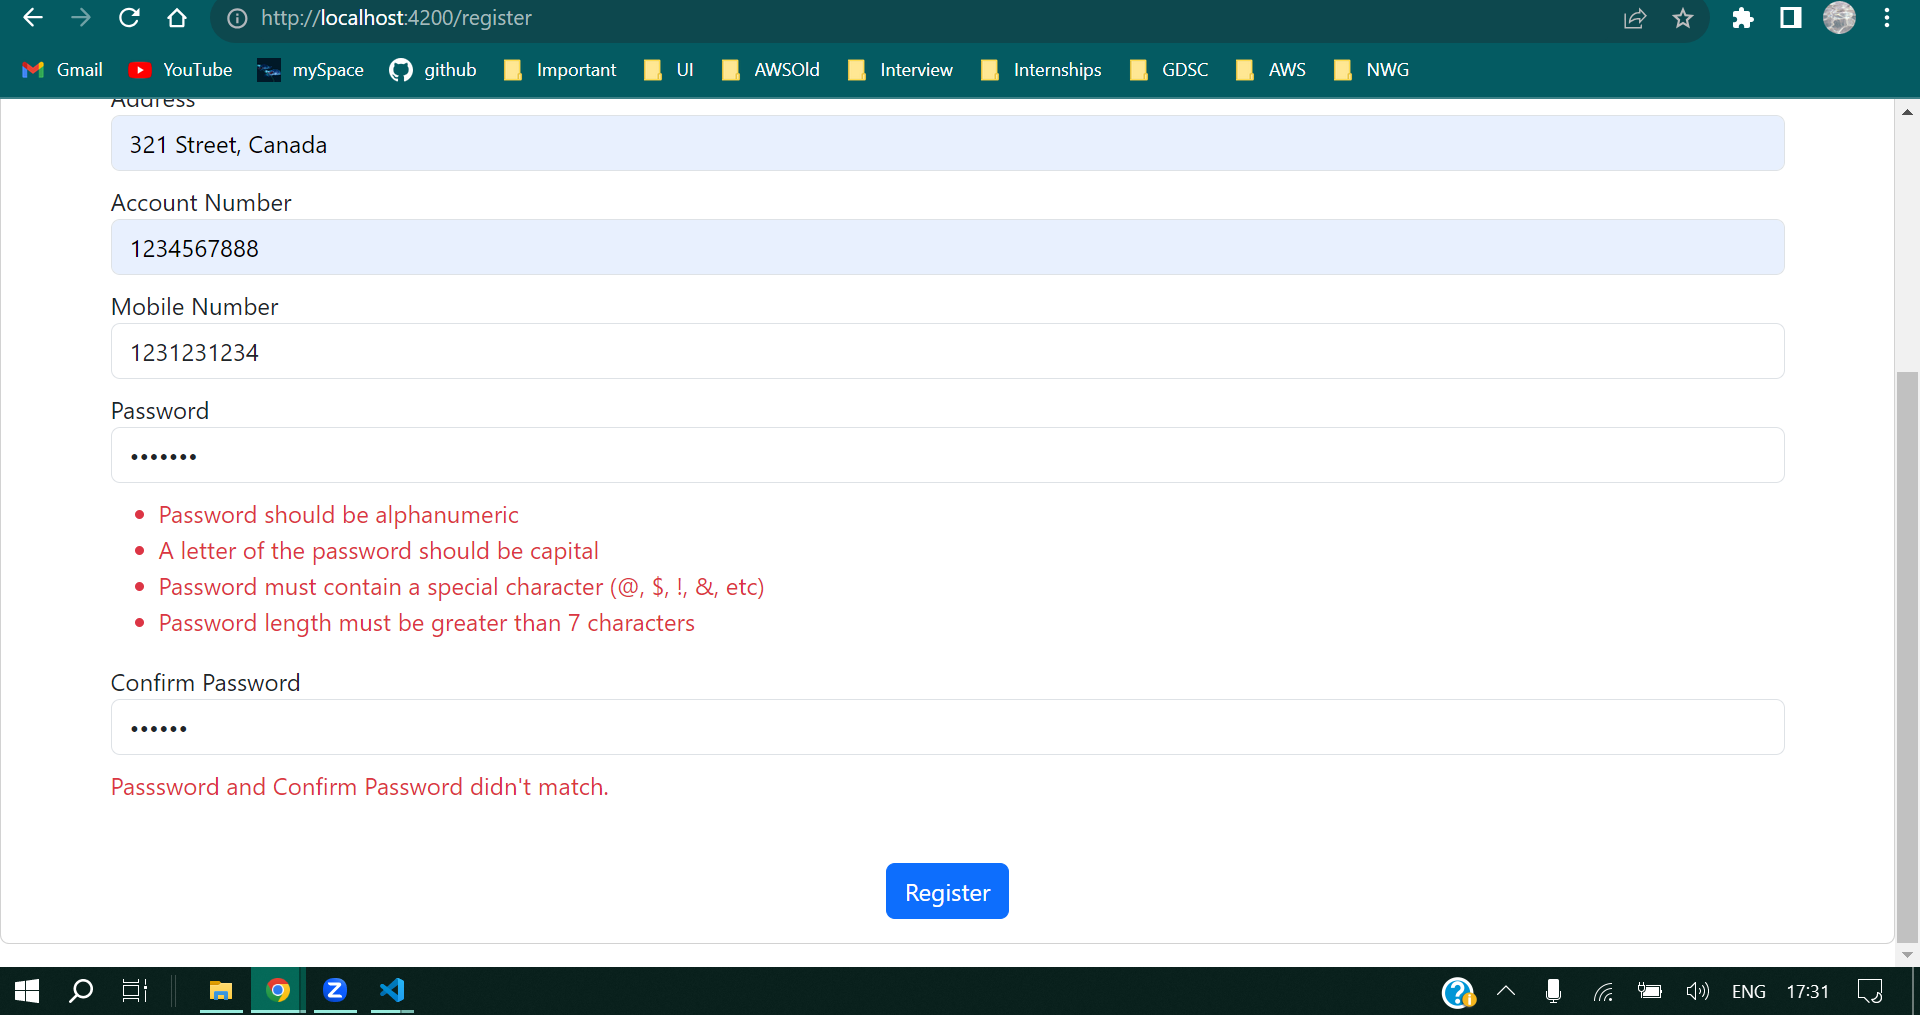 http://localhost:4200/register
Gmail YouTube mySpace github Important UI AWSOld Interview Internships GDSC AWS NWG
Address
321 Street, Canada
Account Number
1234567888
Mobile Number
1231231234
Password
•••••••
• Password should be alphanumeric
• A letter of the password should be capital
• Password must contain a special character (@, $, !, &, etc)
• Password length must be greater than 7 characters
Confirm Password
••••••
Passsword and Confirm Password didn't match.
Register
ENG 17:31